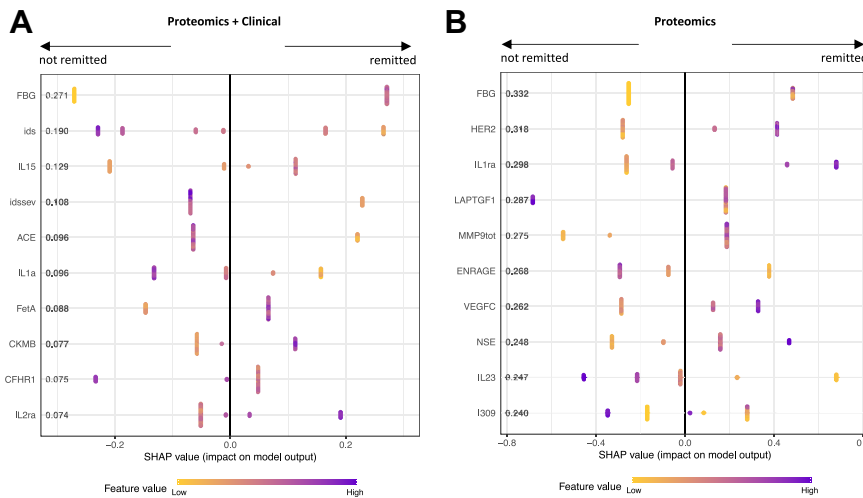 A
Proteomics + Clinical
not remitted
remitted
FBG 0.271
ids 0.190
IL15 0.129
idssev 0.108
ACE 0.096
IL1a 0.096
FetA 0.088
CKMB 0.077
CFHR1 0.075
IL2ra 0.074
−0.2 0.0 0.2
SHAP value (impact on model output)
Feature value
Low High
B
Proteomics
not remitted
remitted
FBG 0.332
HER2 0.318
IL1ra 0.298
LAPTGF1 0.287
MMP9tot 0.275
ENRAGE 0.268
VEGFC 0.262
NSE 0.248
IL23 0.247
I309 0.240
−0.8 −0.4 0.0 0.4
SHAP value (impact on model output)
Feature value
Low High